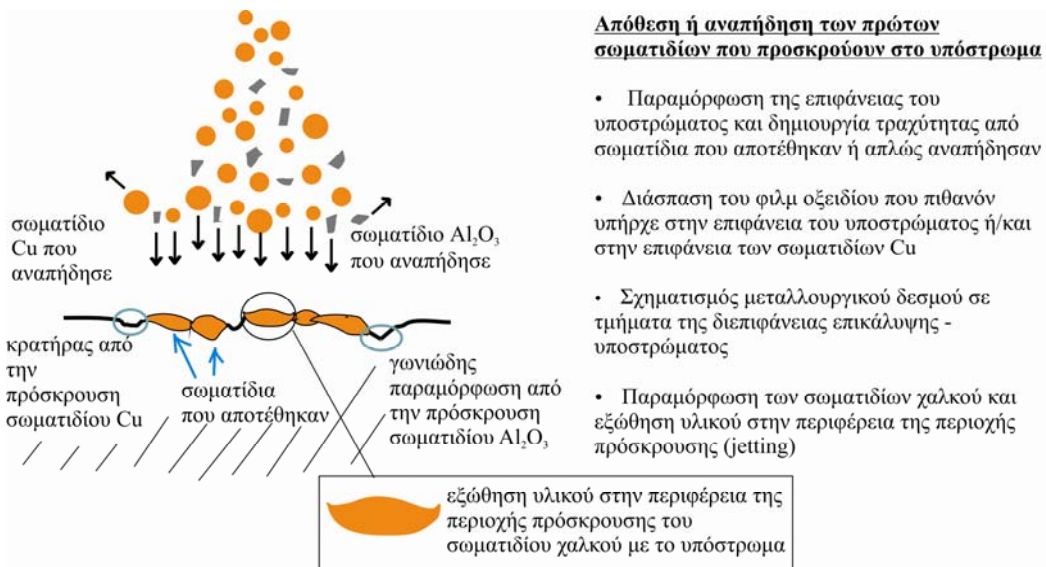 Απόθεση ή αναπήδηση των πρώτων
σωματιδίων που προσκρούουν στο υπόστρωμα
• Παραμόρφωση της επιφάνειας του
υποστρώματος και δημιουργία τραχύτητας από
σωματίδια που αποτέθηκαν ή απλώς αναπήδησαν
• Διάσπαση του φιλμ οξειδίου που πιθανόν
υπήρχε στην επιφάνεια του υποστρώματος ή/και
στην επιφάνεια των σωματιδίων Cu
• Σχηματισμός μεταλλουργικού δεσμού σε
τμήματα της διεπιφάνειας επικάλυψης -
υποστρώματος
• Παραμόρφωση των σωματιδίων χαλκού και
εξώθηση υλικού στην περιφέρεια της περιοχής
πρόσκρουσης (jetting)
σωματίδιο
Cu που
αναπήδησε
σωματίδιο Al₂O₃
που αναπήδησε
κρατήρας από
την
πρόσκρουση
σωματιδίου Cu
σωματίδια
που αποτέθηκαν
γωνιώδης
παραμόρφωση από
την πρόσκρουση
σωματιδίου Al₂O₃
εξώθηση υλικού στην περιφέρεια της
περιοχής πρόσκρουσης του
σωματιδίου χαλκού με το υπόστρωμα